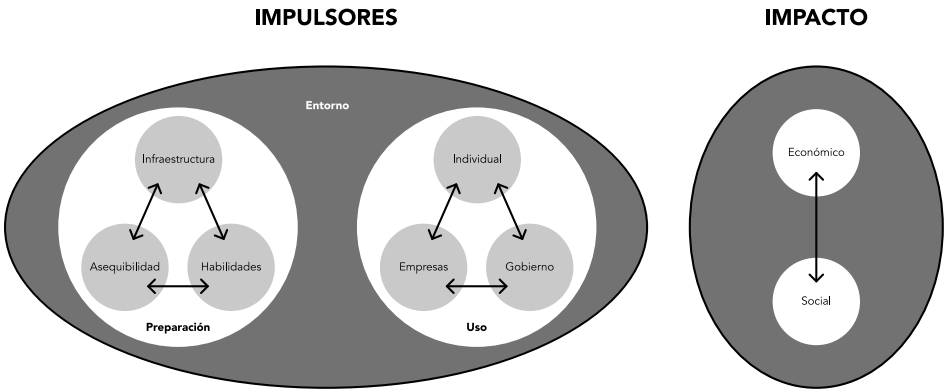 IMPULSORES
Entorno
Infraestructura
Asequibilidad
Habilidades
Preparación
Individual
Empresas
Gobierno
Uso
IMPACTO
Económico
Social